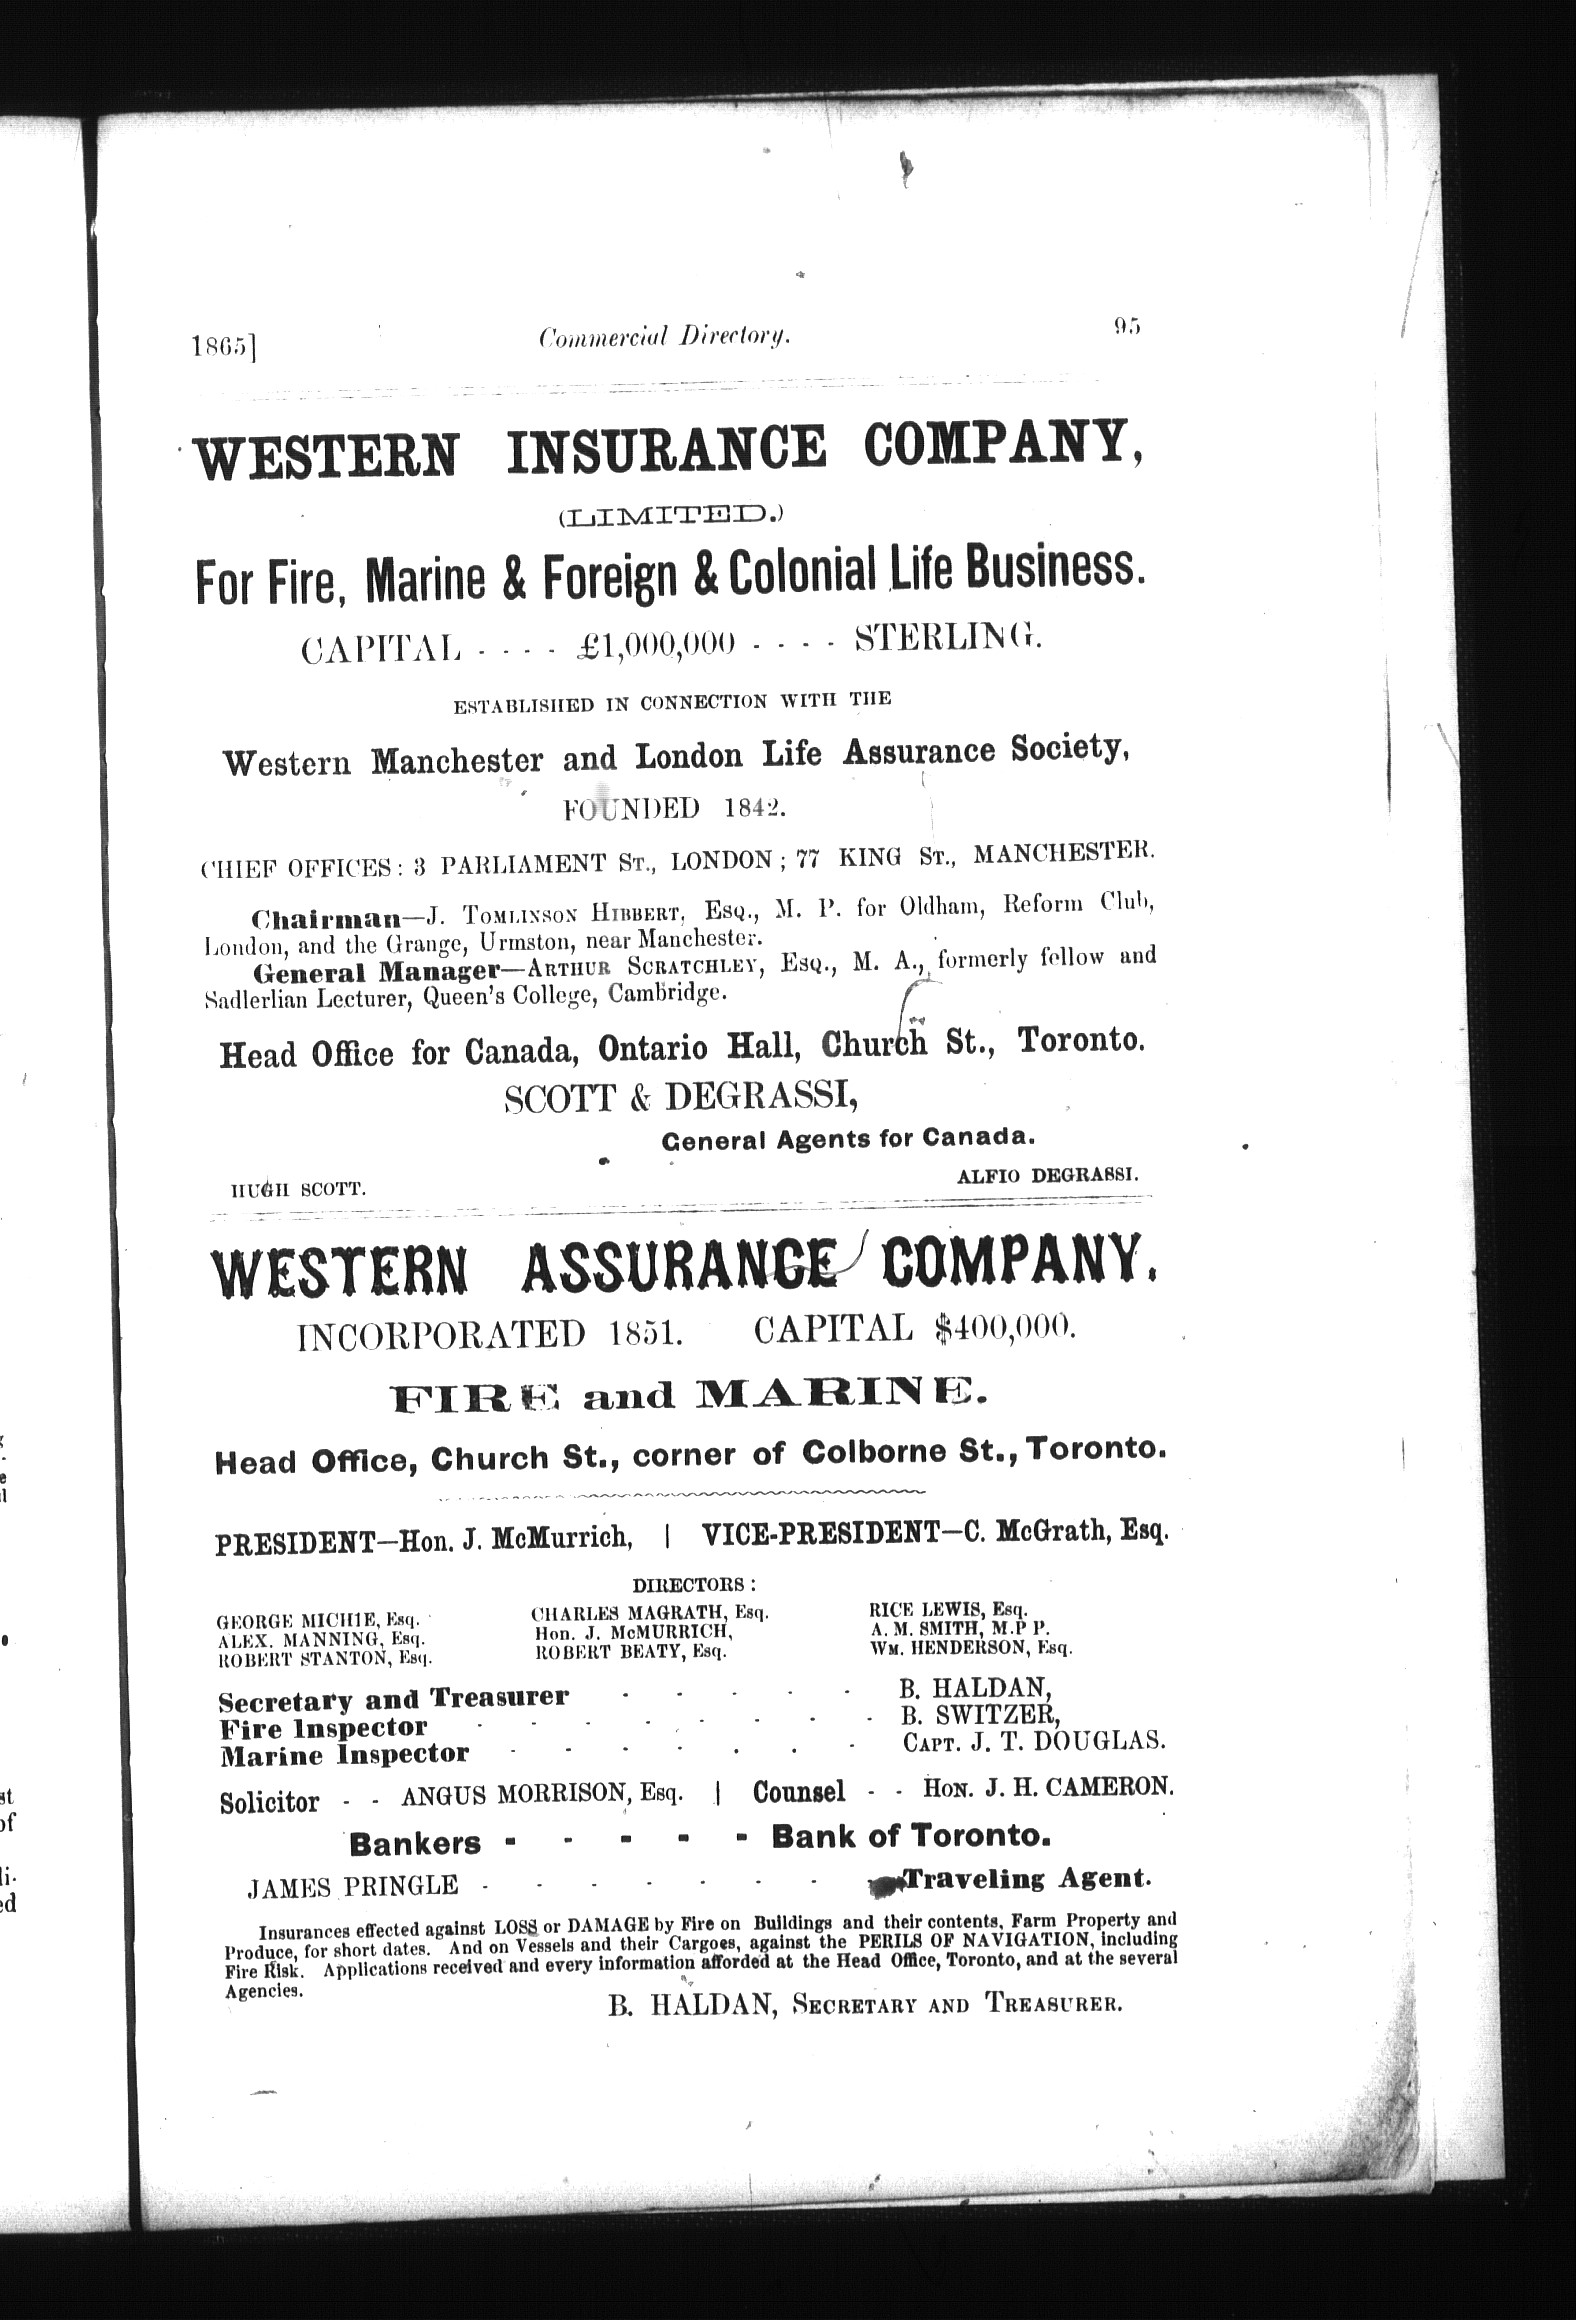 1865] Commercial Directory. 95
WESTERN INSURANCE COMPANY,
(LIMITED.)
For Fire, Marine & Foreign & Colonial Life Business.
CAPITAL - - - - £1,000,000 - - - - STERLING.
ESTABLISHED IN CONNECTION WITH THE
Western Manchester and London Life Assurance Society,
FOUNDED 1842.
CHIEF OFFICES: 3 PARLIAMENT ST., LONDON; 77 KING ST., MANCHESTER.
Chairman—J. TOMLINSON HIBBERT, ESQ., M. P. for Oldham, Reform Club,
London, and the Grange, Urmston, near Manchester.
General Manager—ARTHUR SCRATCHLEY, ESQ., M. A., formerly fellow and
Sadlerlian Lecturer, Queen's College, Cambridge.
Head Office for Canada, Ontario Hall, Church St., Toronto.
SCOTT & DEGRASSI,
General Agents for Canada.
HUGH SCOTT. ALFIO DEGRASSI.
WESTERN ASSURANCE COMPANY.
INCORPORATED 1851. CAPITAL $400,000.
FIRE and MARINE.
Head Office, Church St., corner of Colborne St., Toronto.
PRESIDENT—Hon. J. McMurrich, | VICE-PRESIDENT—C. McGrath, Esq.
DIRECTORS:
GEORGE MICHIE, Esq. CHARLES MAGRATH, Esq. RICE LEWIS, Esq.
ALEX. MANNING, Esq. Hon. J. McMURRICH, A. M. SMITH, M.P P.
ROBERT STANTON, Esq. ROBERT BEATY, Esq. WM. HENDERSON, Esq.
Secretary and Treasurer - - - - - B. HALDAN,
Fire Inspector - - - - - - - - B. SWITZER,
Marine Inspector - - - - - - - CAPT. J. T. DOUGLAS.
Solicitor - - ANGUS MORRISON, Esq. | Counsel - - HON. J. H. CAMERON.
Bankers - - - - - Bank of Toronto.
JAMES PRINGLE - - - - - - - Traveling Agent.
Insurances effected against LOSS or DAMAGE by Fire on Buildings and their contents, Farm Property and
Produce, for short dates. And on Vessels and their Cargoes, against the PERILS OF NAVIGATION, including
Fire Risk. Applications received and every information afforded at the Head Office, Toronto, and at the several
Agencies.
B. HALDAN, SECRETARY AND TREASURER.